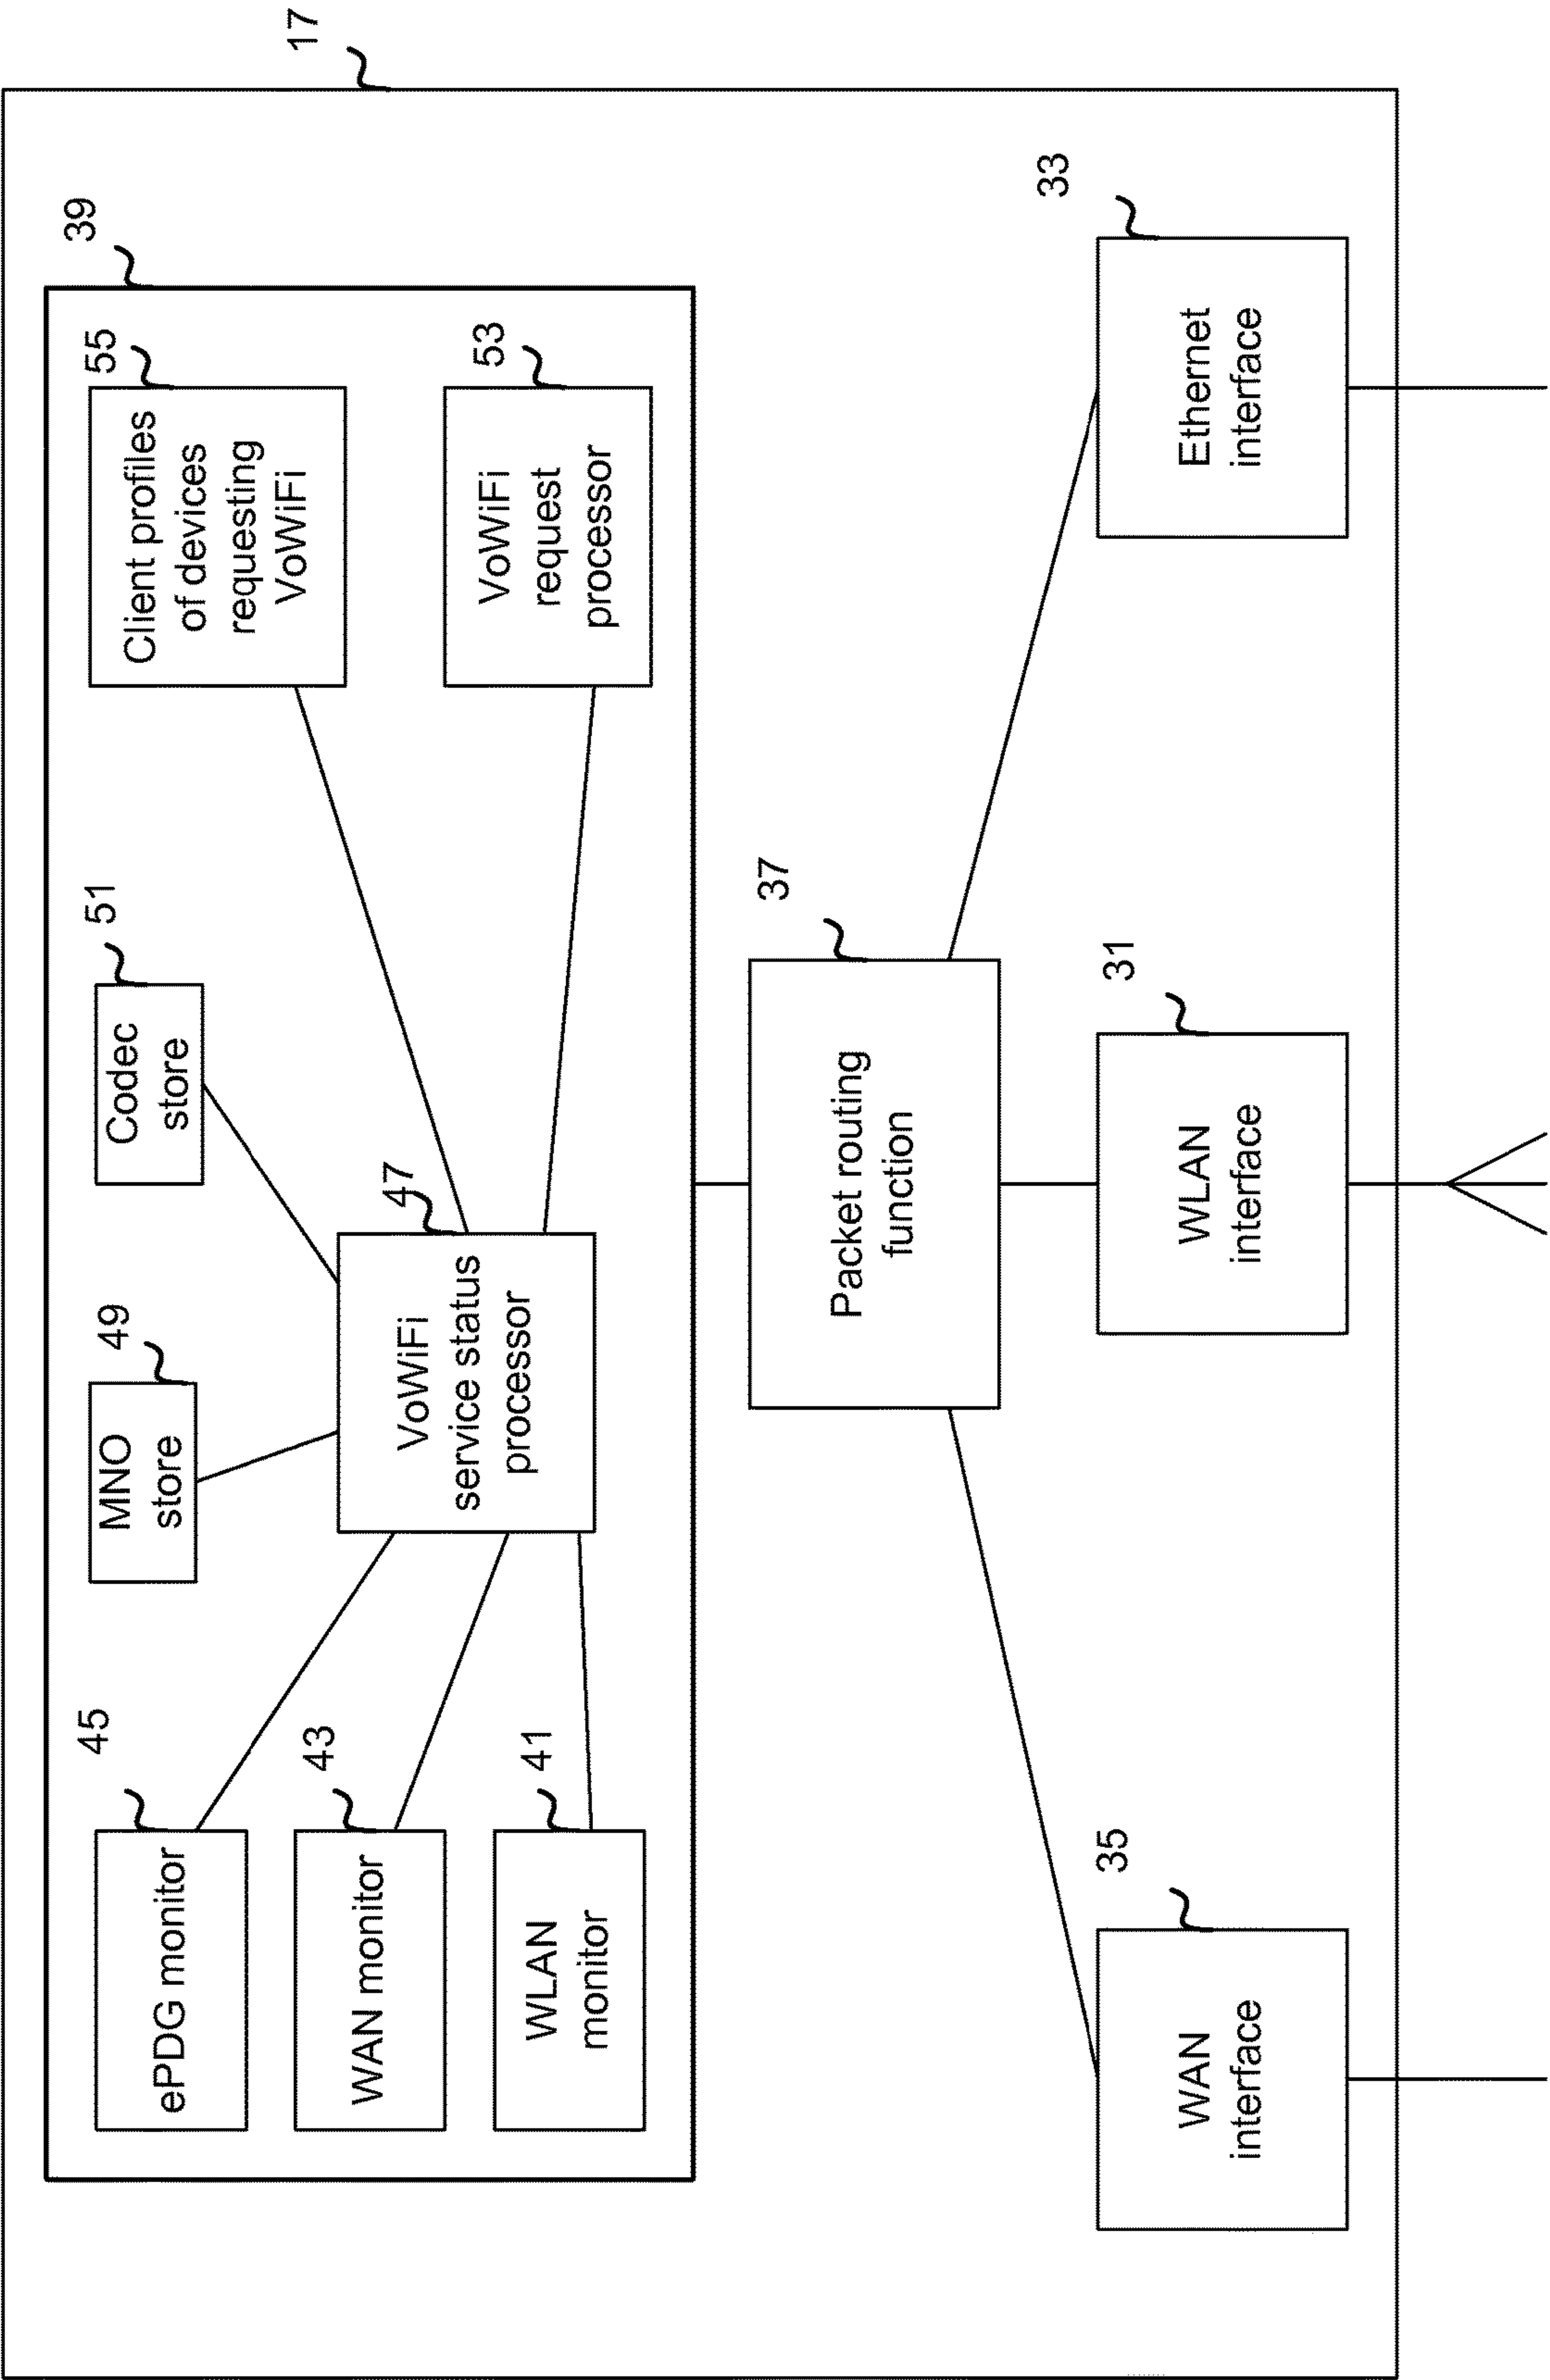 17
39
45
ePDG monitor
43
WAN monitor
41
WLAN
monitor
49
MNO
store
51
Codec
store
47
VoWiFi
service status
processor
55
Client profiles
of devices
requesting
VoWiFi
53
VoWiFi
request
processor
37
Packet routing
function
35
WAN
interface
31
WLAN
interface
33
Ethernet
interface